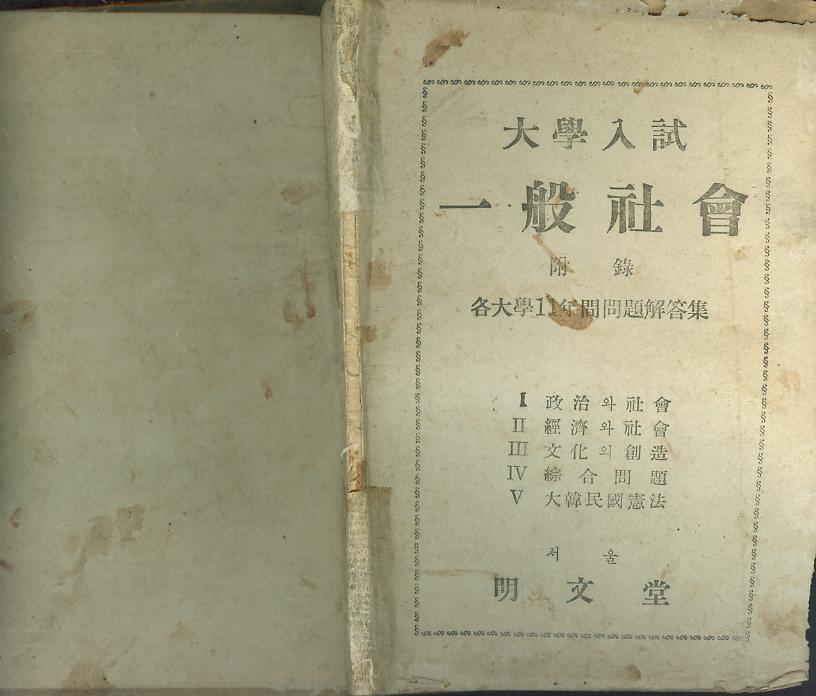 大學入試
一般社會
附錄
各大學11年間問題解答集
I 政治와社會
II 經濟와社會
III 文化의創造
IV 綜合問題
V 大韓民國憲法
서울
明文堂